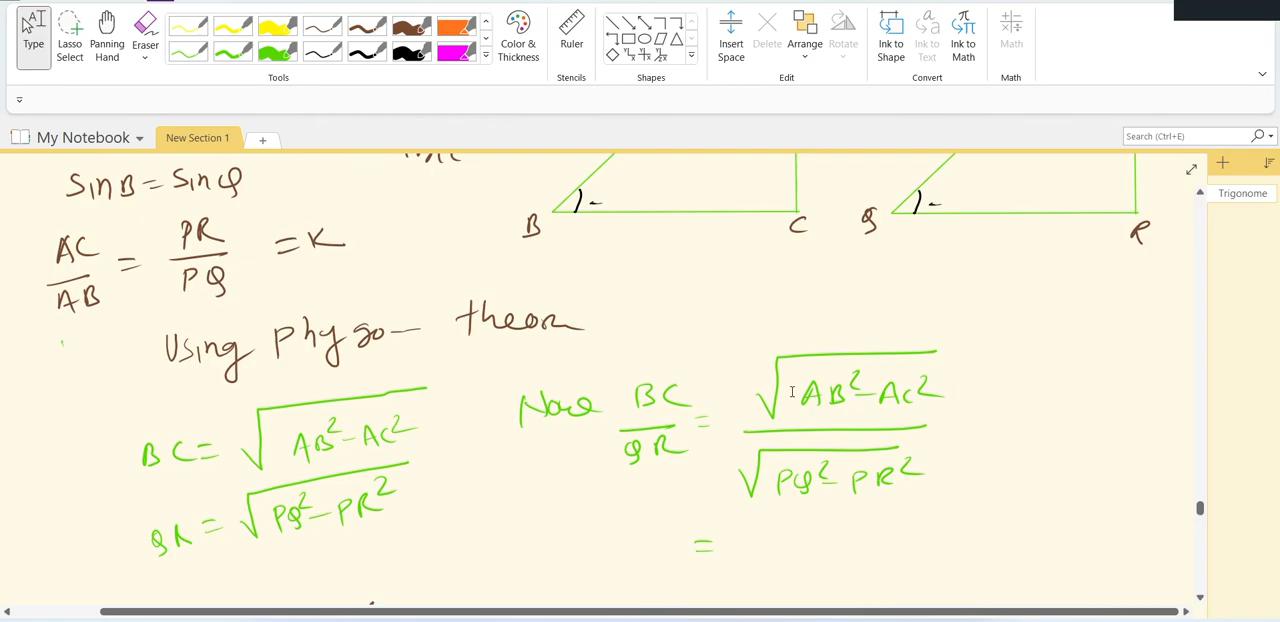 Type
Lasso Select
Panning Hand
Eraser
Color & Thickness
Ruler
Insert Space
Delete
Arrange
Rotate
Ink to Shape
Ink to Text
Ink to Math
Math
Tools
Stencils
Shapes
Edit
Convert
Math
My Notebook
New Section 1
Search (Ctrl+E)
Trigonome
Sin B = Sin Q
AC/AB = PR/PQ = K
B
C
Q
R
Using Phygo— theom
BC = √(AB²-AC²)
QR = √(PQ²-PR²)
Now BC/QR = √(AB²-AC²)/√(PQ²-PR²)
=